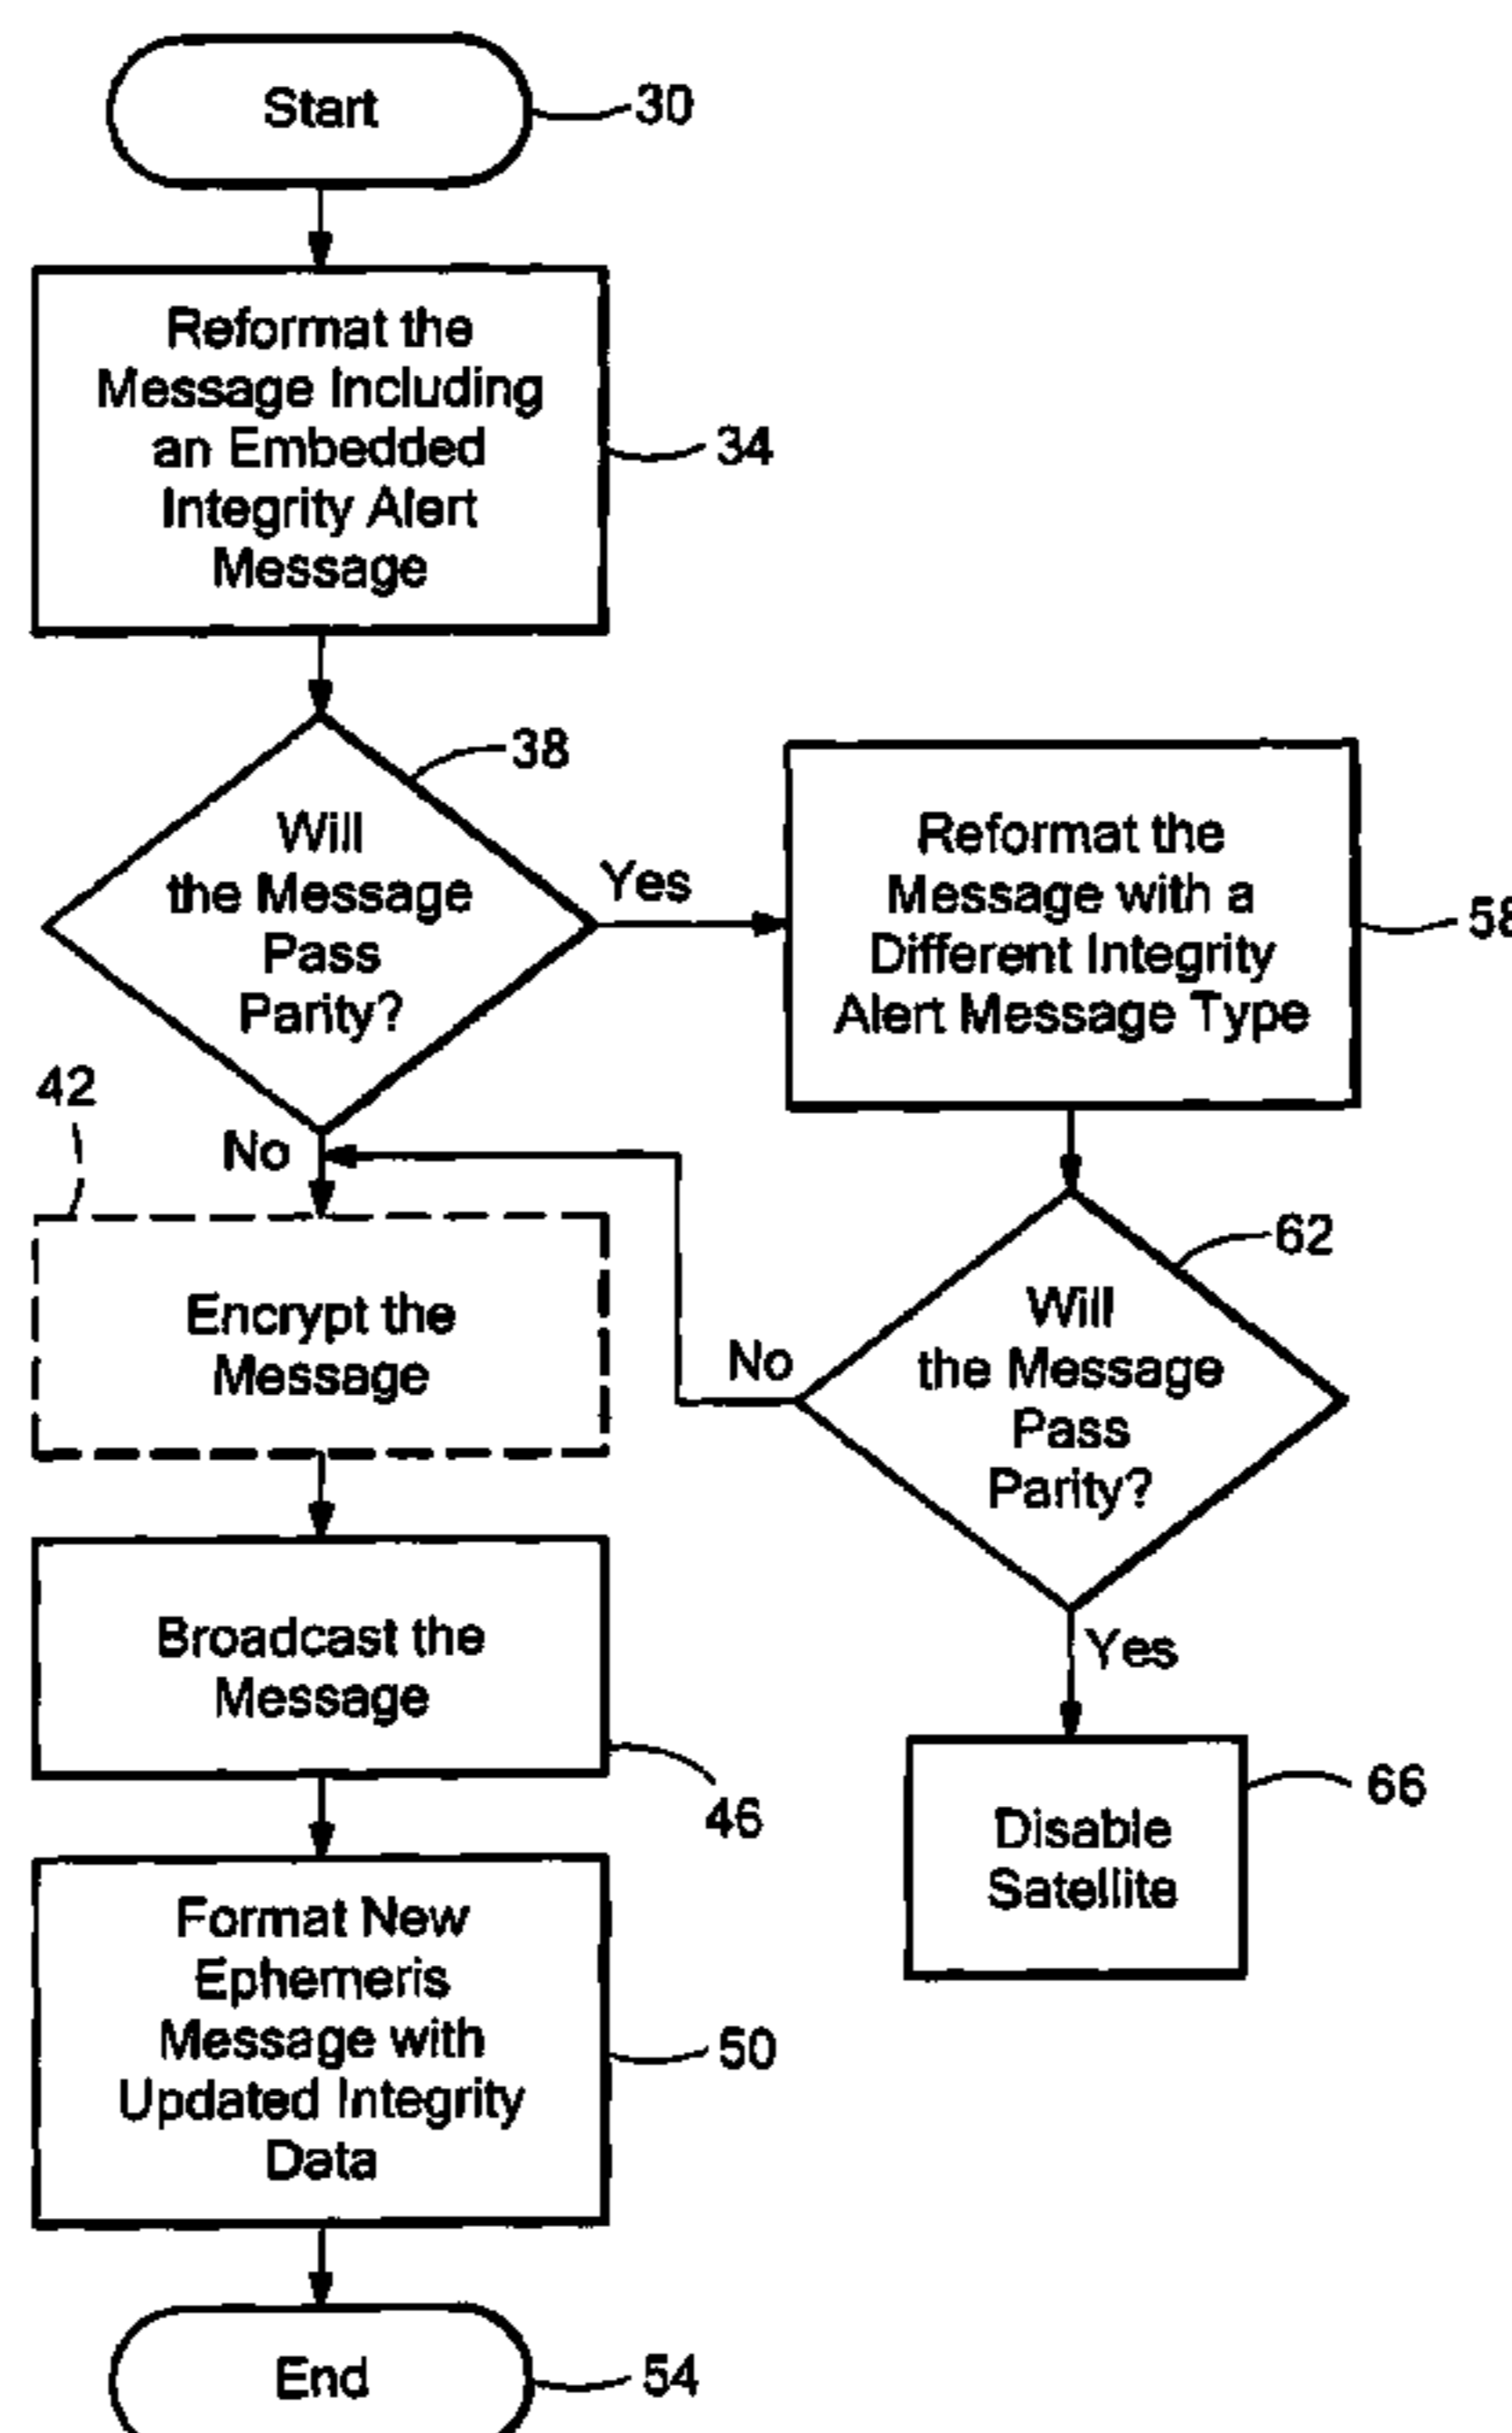 Start
30
Reformat the
Message Including
an Embedded
Integrity Alert
Message
34
38
Will
the Message
Pass
Parity?
Yes
Reformat the
Message with a
Different Integrity
Alert Message Type
58
42
No
Encrypt the
Message
62
Will
the Message
Pass
Parity?
No
Yes
Broadcast the
Message
46
Disable
Satellite
66
Format New
Ephemeris
Message with
Updated Integrity
Data
50
End
54